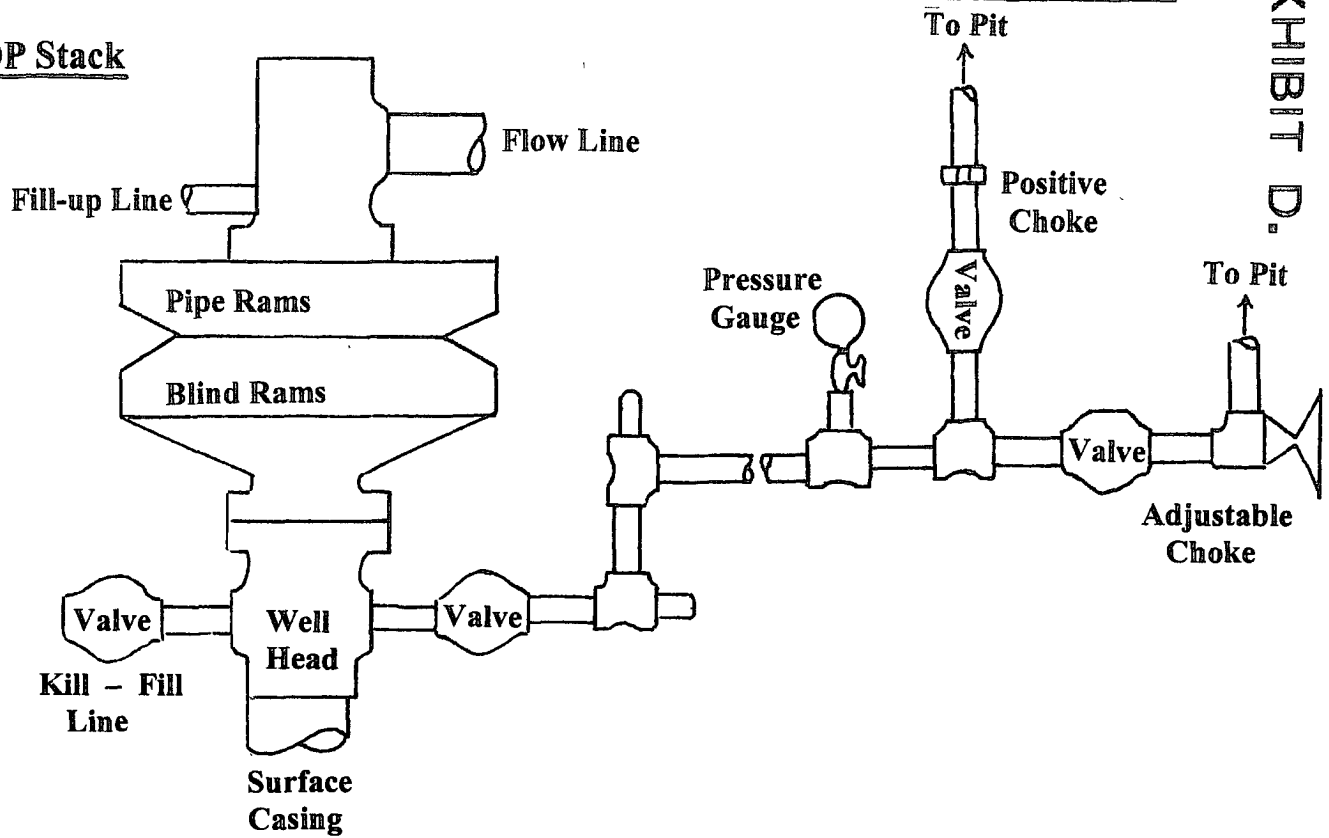 To Pit
Stack
Flow Line
Fill-up Line
Positive
Choke
Valve
To Pit
Pressure
Gauge
Pipe Rams
Blind Rams
Valve
Adjustable
Choke
Valve
Well
Head
Valve
Kill – Fill
Line
Surface
Casing
D.